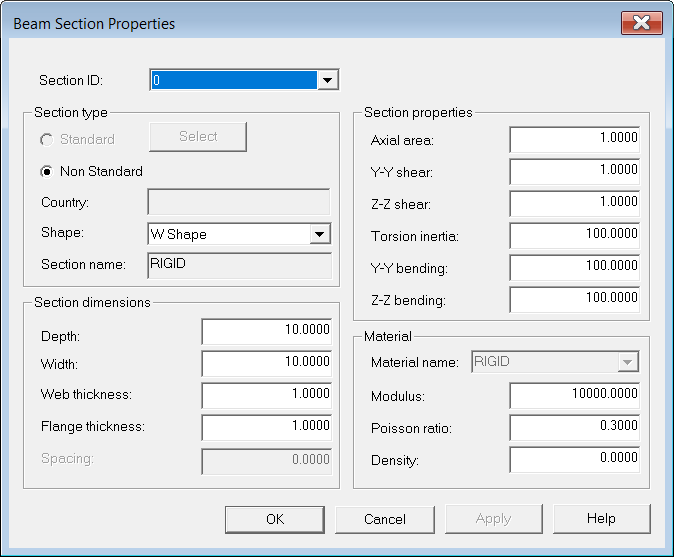 Beam Section Properties
Section ID: 0
Section type
Standard Select
Non Standard
Country:
Shape: W Shape
Section name: RIGID
Section dimensions
Depth: 10.0000
Width: 10.0000
Web thickness: 1.0000
Flange thickness: 1.0000
Spacing: 0.0000
Section properties
Axial area: 1.0000
Y-Y shear: 1.0000
Z-Z shear: 1.0000
Torsion inertia: 100.0000
Y-Y bending: 100.0000
Z-Z bending: 100.0000
Material
Material name: RIGID
Modulus: 10000.0000
Poisson ratio: 0.3000
Density: 0.0000
OK Cancel Apply Help